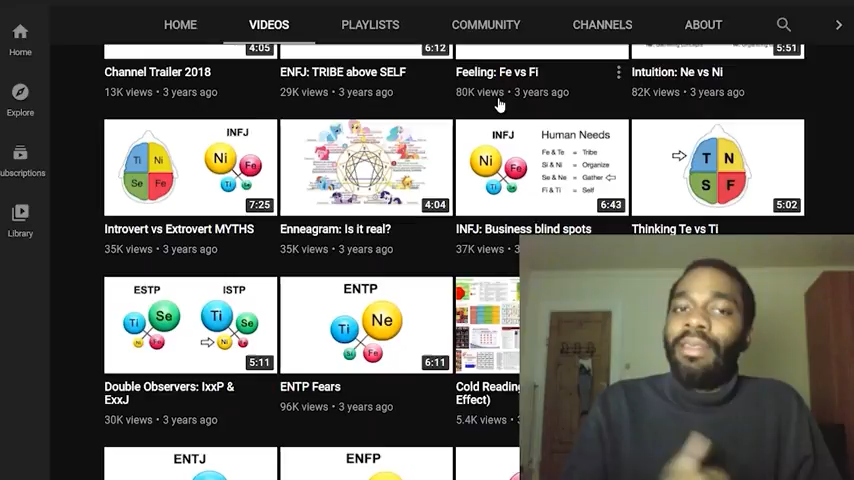 HOME VIDEOS PLAYLISTS COMMUNITY CHANNELS ABOUT
Home
Explore
ubscriptions
Library
4:05
6:12
5:51
Channel Trailer 2018
13K views • 3 years ago
ENFJ: TRIBE above SELF
29K views • 3 years ago
Feeling: Fe vs Fi
80K views • 3 years ago
Intuition: Ne vs Ni
82K views • 3 years ago
INFJ
Ti Ni
Se Fe
Ni Fe
Ti Se
7:25
4:04
INFJ
Ni Fe
Ti Se
Human Needs
Fe & Te = Tribe
Si & Ni = Organize
Se & Ne = Gather
Fi & Ti = Self
6:43
T N
S F
5:02
Introvert vs Extrovert MYTHS
35K views • 3 years ago
Enneagram: Is it real?
35K views • 3 years ago
INFJ: Business blind spots
37K views
Thinking Te vs Ti
ESTP ISTP
Ti Se Ti Se
Ni Fe Ni Fe
5:11
ENTP
Ti Ne
Si Fe
6:11
Double Observers: IxxP &
ExxJ
30K views • 3 years ago
ENTP Fears
96K views • 3 years ago
Cold Reading
Effect)
5.4K views •
ENTJ
ENFP